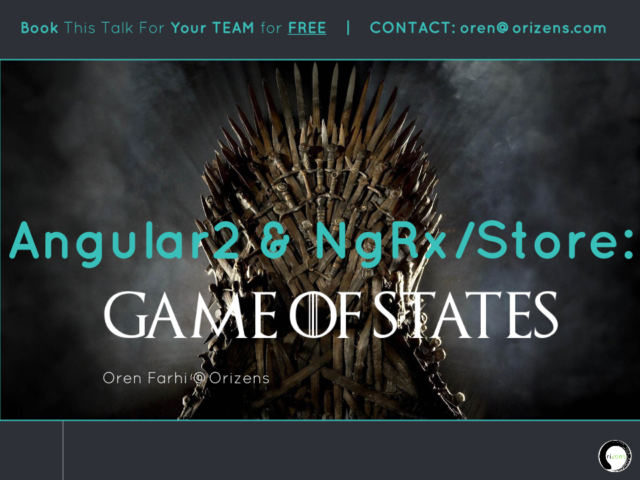 Book This Talk For Your TEAM for FREE | CONTACT: oren@orizens.com
Angular2 & NgRx/Store:
GAME OF STATES
Oren Farhi @ Orizens